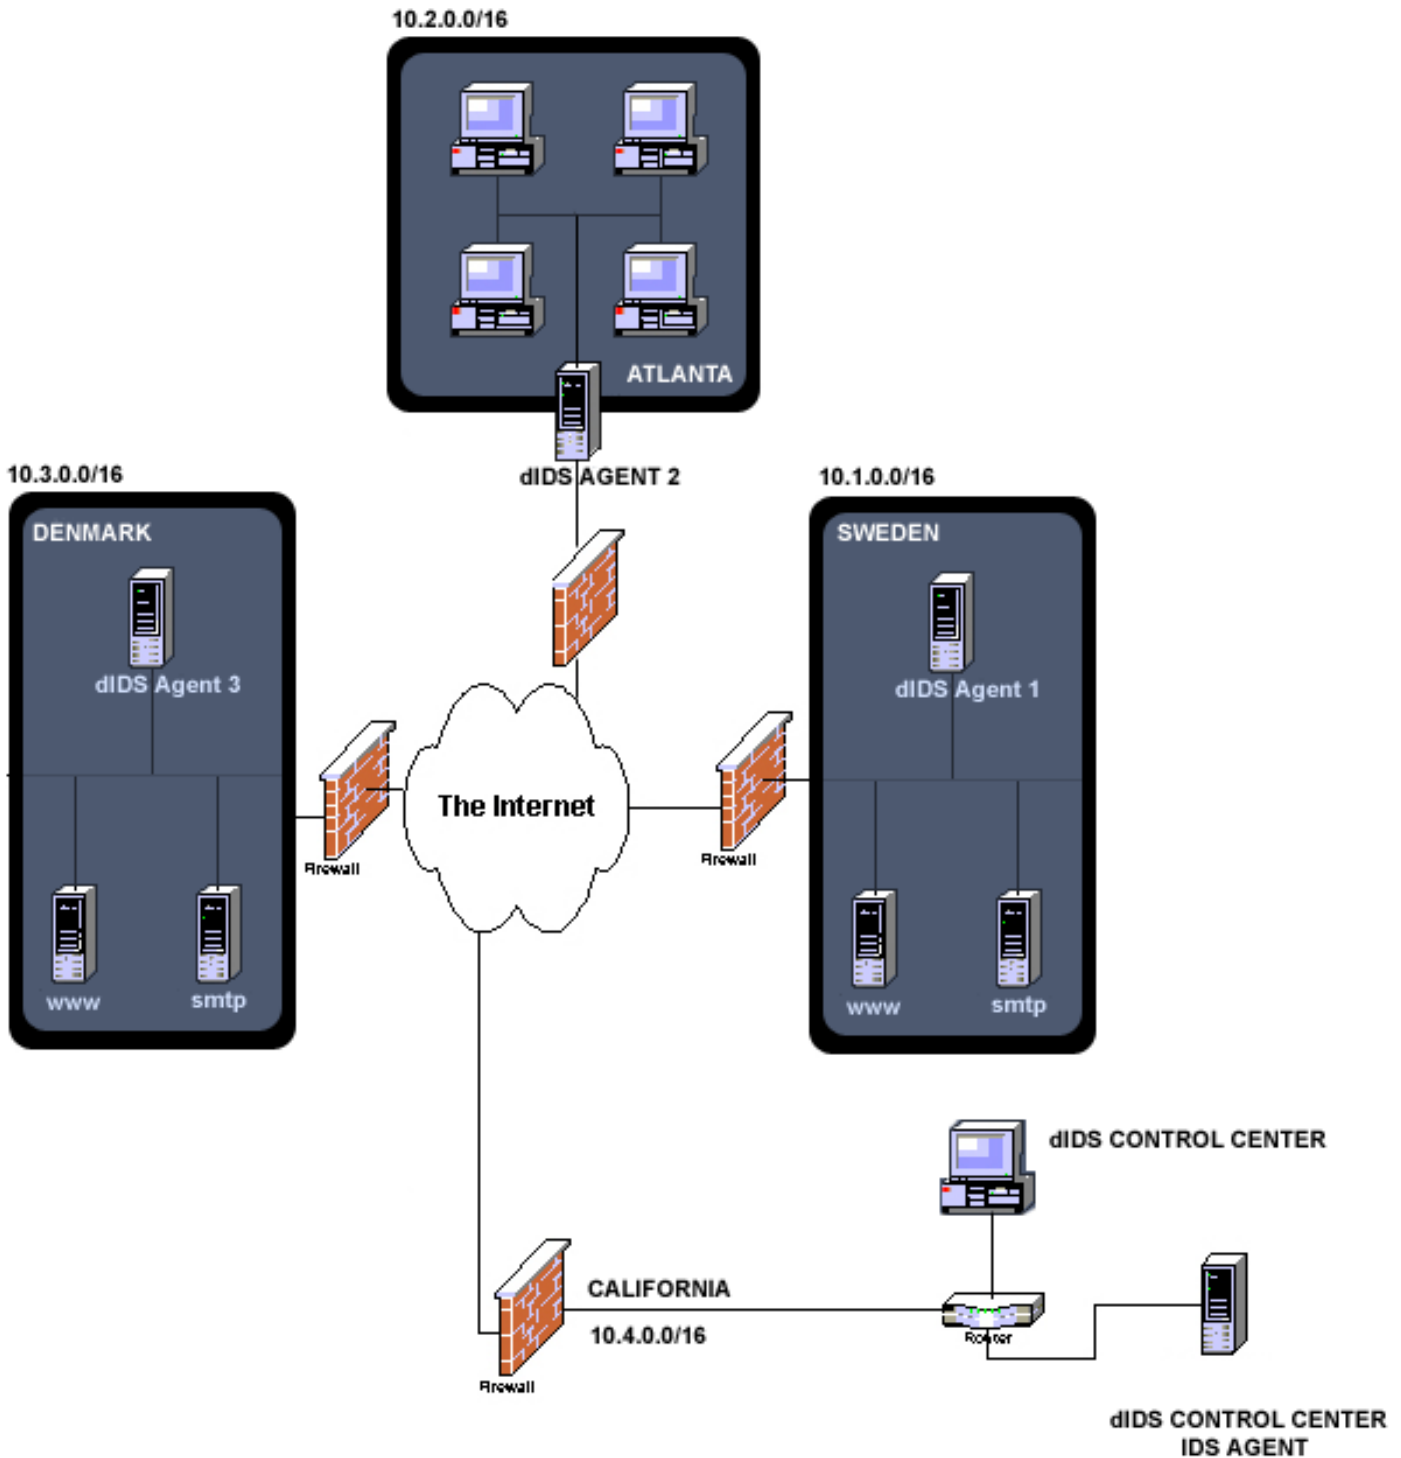 10.2.0.0/16
ATLANTA
dIDS AGENT 2
10.3.0.0/16
DENMARK
dIDS Agent 3
www
smtp
Firewall
The Internet
10.1.0.0/16
SWEDEN
dIDS Agent 1
www
smtp
Firewall
dIDS CONTROL CENTER
CALIFORNIA
10.4.0.0/16
Firewall
Router
dIDS CONTROL CENTER
IDS AGENT